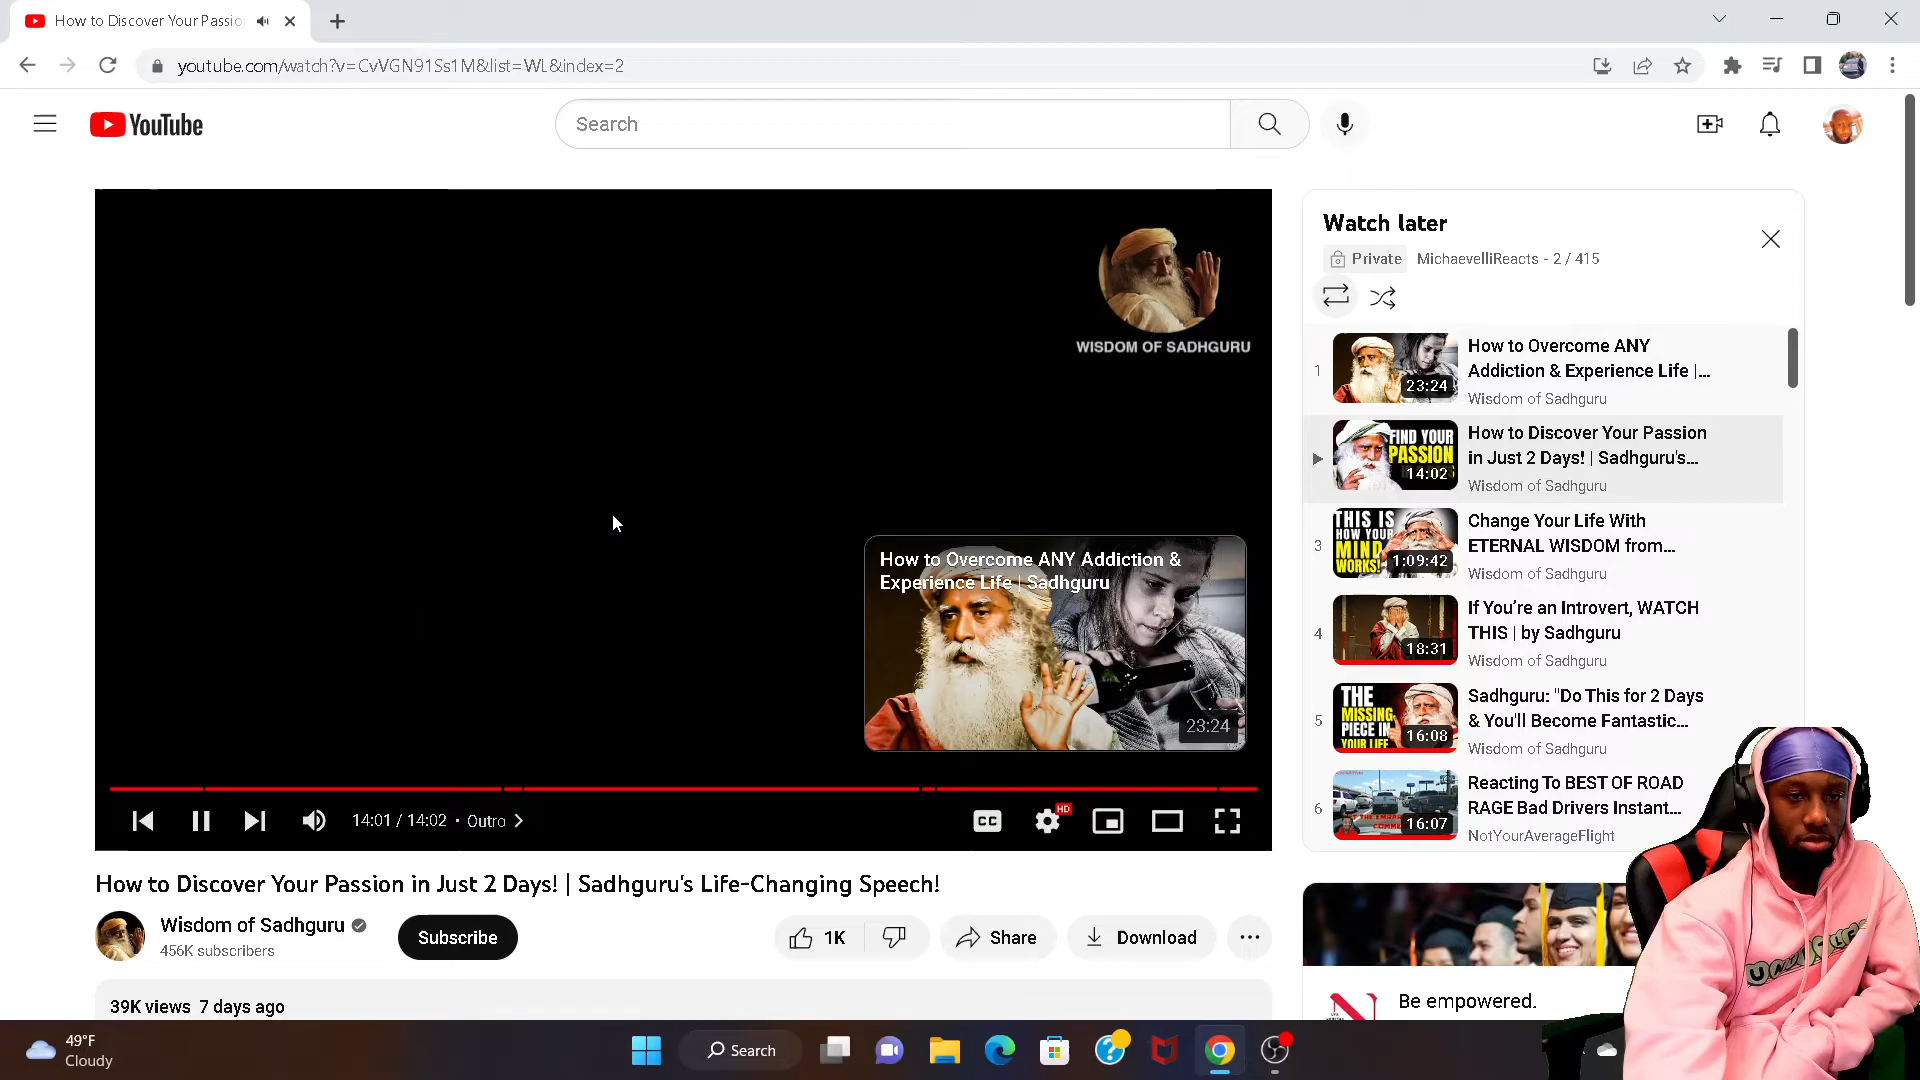 How to Discover Your Passio
youtube.com/watch?v=CvVGN91Ss1M&list=WL&index=2
YouTube
Search
WISDOM OF SADHGURU
How to Overcome ANY Addiction &
Experience Life | Sadhguru
23:24
14:01 / 14:02 • Outro
CC
HD
How to Discover Your Passion in Just 2 Days! | Sadhguru's Life-Changing Speech!
Wisdom of Sadhguru
456K subscribers
Subscribe
1K
Share
Download
39K views 7 days ago
Watch later
Private
MichaevelliReacts - 2 / 415
1
23:24
How to Overcome ANY
Addiction & Experience Life |...
Wisdom of Sadhguru
FIND YOUR
PASSION
14:02
How to Discover Your Passion
in Just 2 Days! | Sadhguru's...
Wisdom of Sadhguru
3
THIS IS
HOW YOUR
MIND
WORKS!
1:09:42
Change Your Life With
ETERNAL WISDOM from...
Wisdom of Sadhguru
4
18:31
If You’re an Introvert, WATCH
THIS | by Sadhguru
Wisdom of Sadhguru
5
THE
MISSING
PIECE IN
YOUR LIFE
16:08
Sadhguru: "Do This for 2 Days
& You'll Become Fantastic...
Wisdom of Sadhguru
6
16:07
Reacting To BEST OF ROAD
RAGE Bad Drivers Instant...
NotYourAverageFlight
Be empowered.
49°F
Cloudy
Search